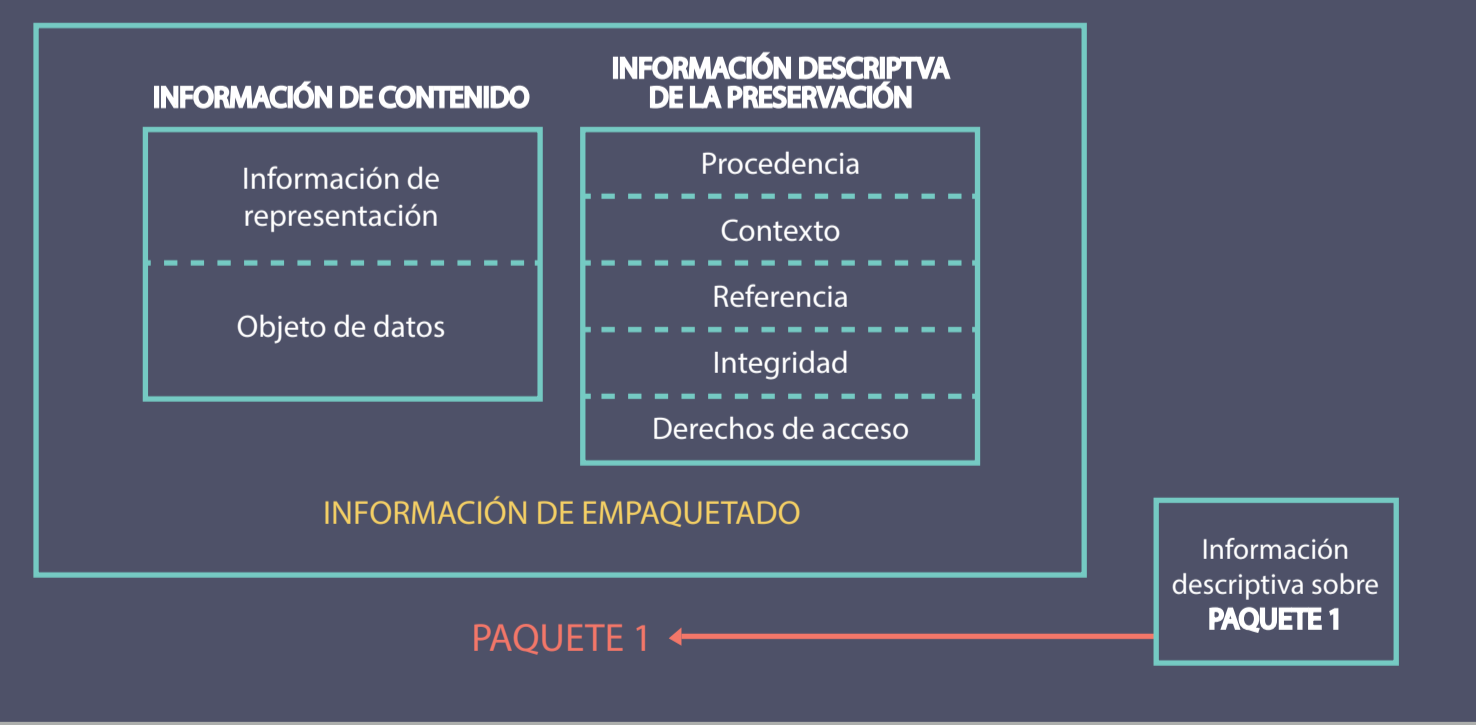 INFORMACIÓN DE CONTENIDO
Información de
representación
Objeto de datos
INFORMACIÓN DESCRIPTVA
DE LA PRESERVACIÓN
Procedencia
Contexto
Referencia
Integridad
Derechos de acceso
INFORMACIÓN DE EMPAQUETADO
PAQUETE 1
Información
descriptiva sobre
PAQUETE 1